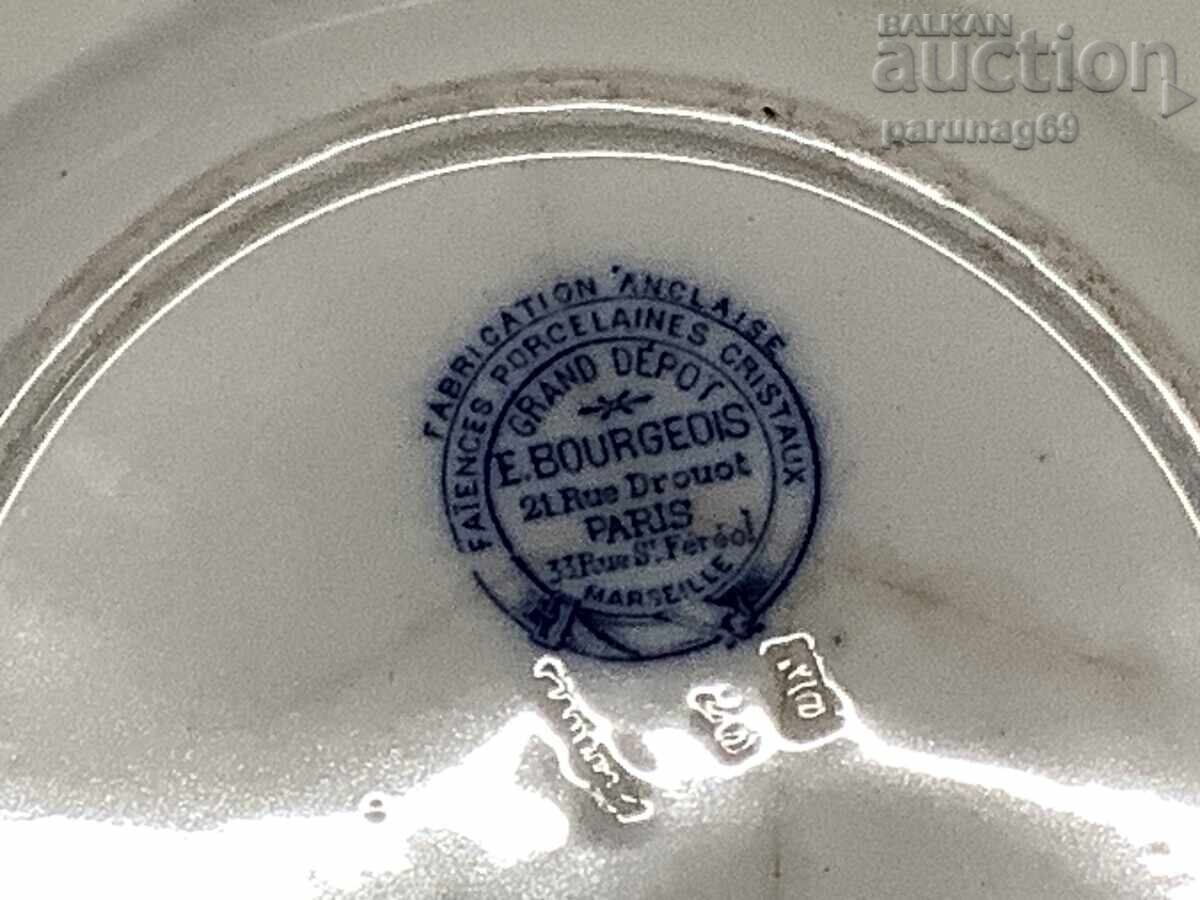 BALKAN
auction
parunag69
FABRICATION ANGLAISE
FAÏENCES PORCELAINES CRISTAUX
GRAND DÉPOT
E. BOURGEOIS
21 Rue Drouot
PARIS
33 Rue St. Féréol
MARSEILLE